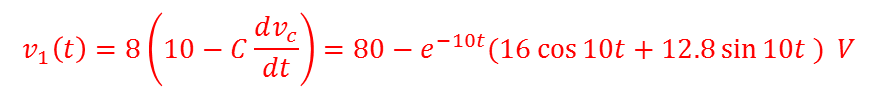 v₁(t) = 8(10 − C dv_c/dt) = 80 − e^{−10t}(16 cos 10t + 12.8 sin 10t ) V